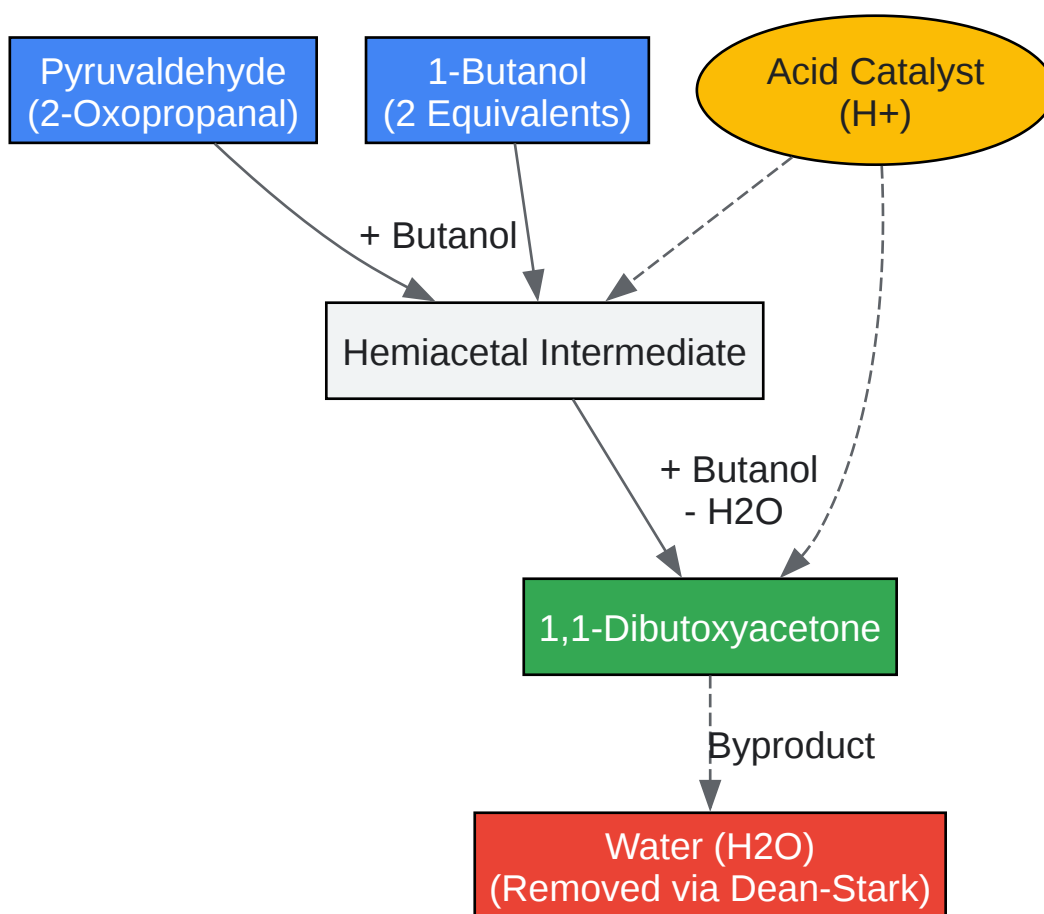 Pyruvaldehyde
(2-Oxopropanal)
1-Butanol
(2 Equivalents)
Acid Catalyst
(H+)
+ Butanol
Hemiacetal Intermediate
+ Butanol
- H2O
1,1-Dibutoxyacetone
Byproduct
Water (H2O)
(Removed via Dean-Stark)